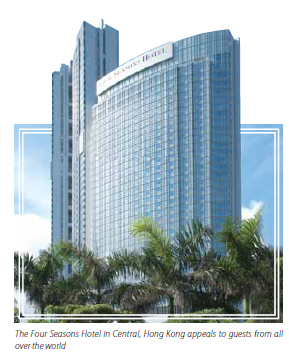 SEASONS HOTEL
The Four Seasons Hotel in Central, Hong Kong appeals to guests from all
over the world